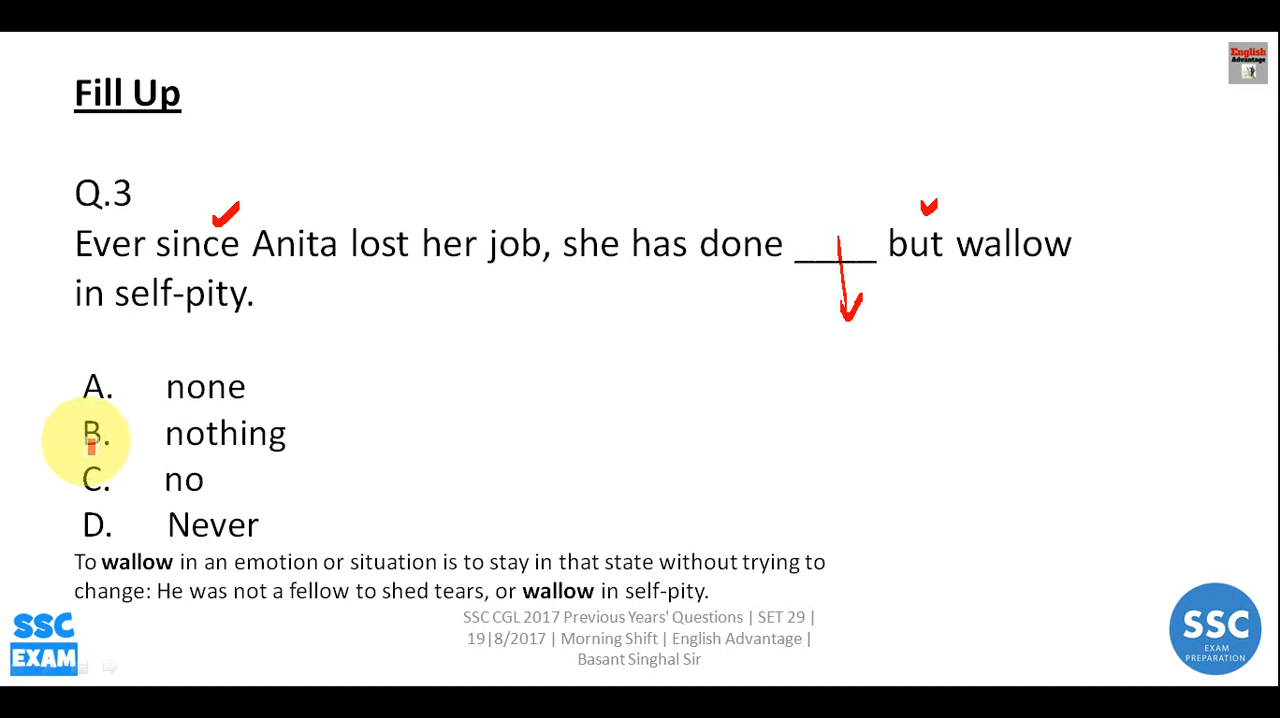 English
Advantage
Fill Up
Q.3
Ever since Anita lost her job, she has done ____ but wallow
in self-pity.
A. none
B. nothing
C. no
D. Never
To wallow in an emotion or situation is to stay in that state without trying to
change: He was not a fellow to shed tears, or wallow in self-pity.
SSC CGL 2017 Previous Years' Questions | SET 29 |
19|8/2017 | Morning Shift | English Advantage |
Basant Singhal Sir
SSC
EXAM
SSC
EXAM
PREPARATION